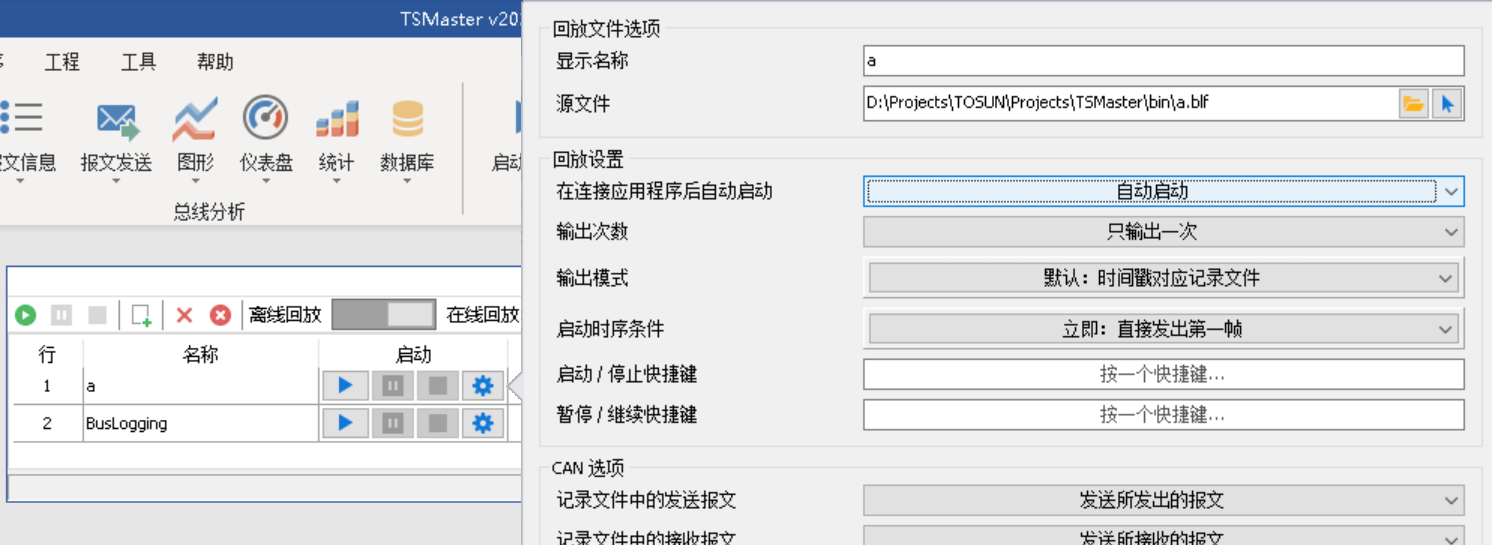 TSMaster v20
工程 工具 帮助
文信息 报文发送 图形 仪表盘 统计 数据库 启动
总线分析
离线回放 在线回放
行 名称 启动
1 a
2 BusLogging
回放文件选项
显示名称 a
源文件 D:\Projects\TOSUN\Projects\TSMaster\bin\a.blf
回放设置
在连接应用程序后自动启动 自动启动
输出次数 只输出一次
输出模式 默认：时间戳对应记录文件
启动时序条件 立即：直接发出第一帧
启动 / 停止快捷键 按一个快捷键...
暂停 / 继续快捷键 按一个快捷键...
CAN 选项
记录文件中的发送报文 发送所发出的报文
记录文件中的接收报文 发送所接收的报文